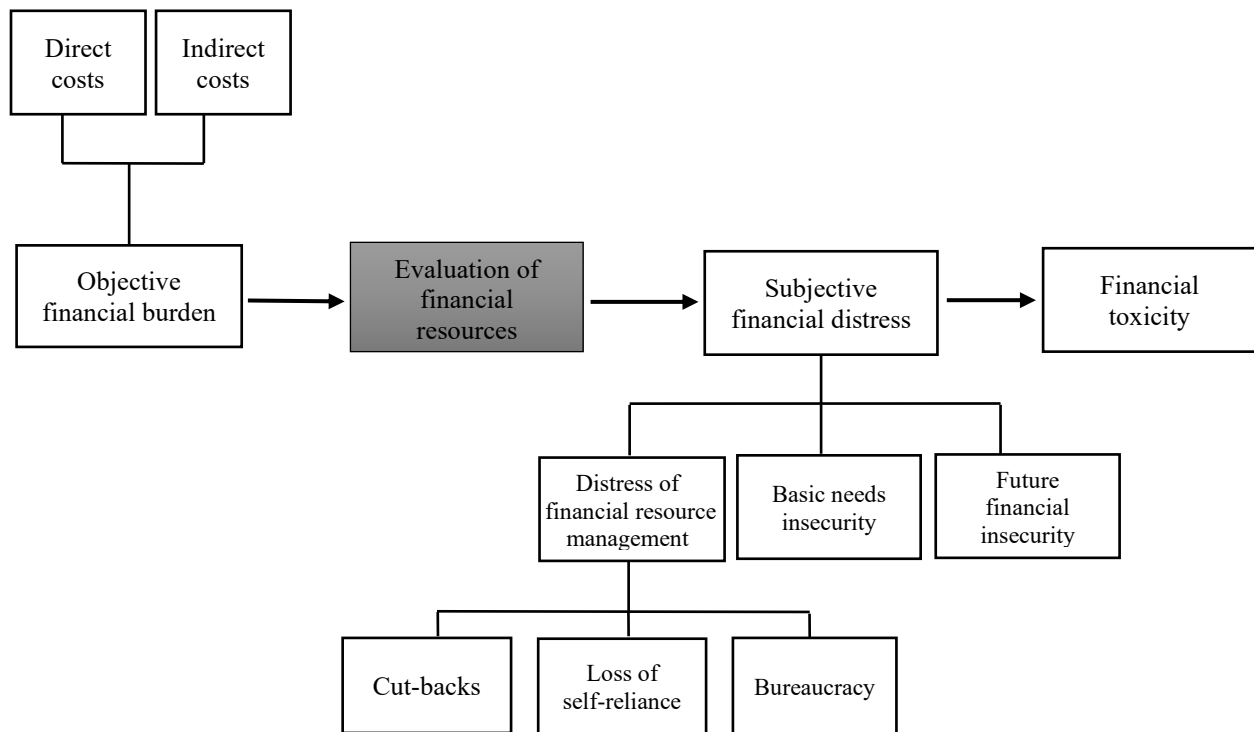 Direct
costs
Indirect
costs
Objective
financial burden
Evaluation of
financial
resources
Subjective
financial distress
Financial
toxicity
Distress of
financial resource
management
Basic needs
insecurity
Future
financial
insecurity
Cut-backs
Loss of
self-reliance
Bureaucracy